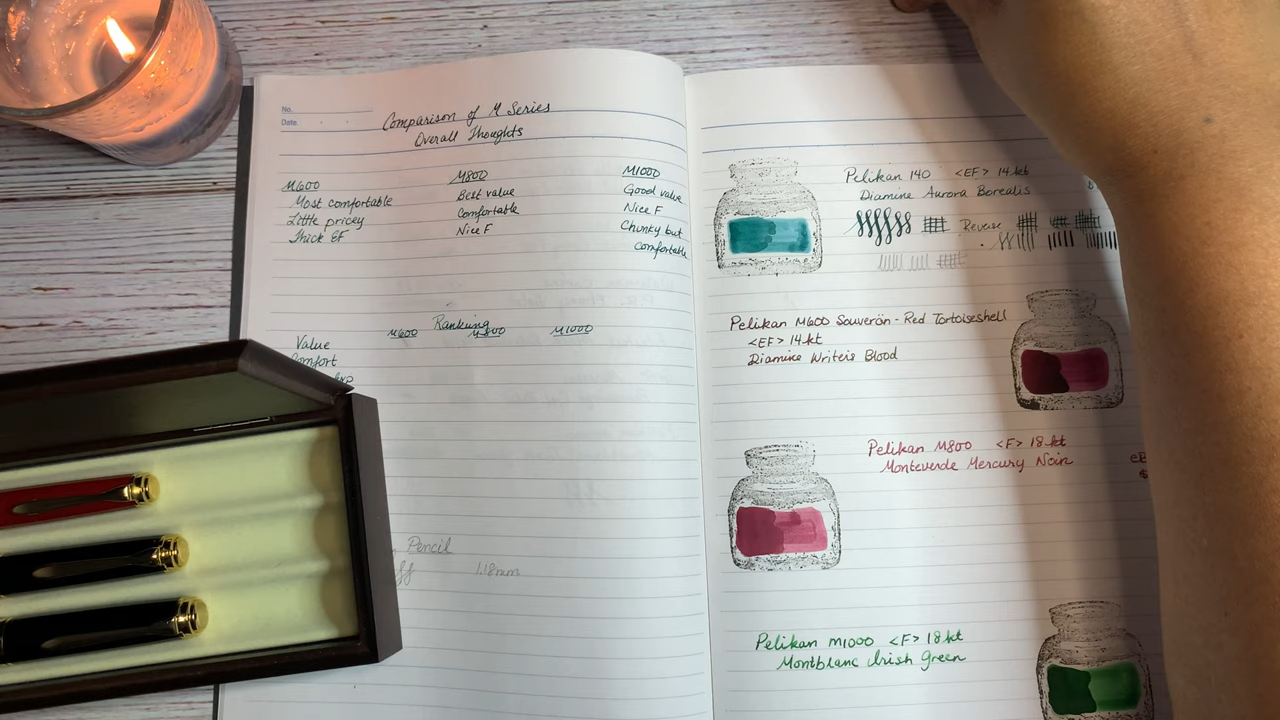 No.
Date.
Comparison of M Series
Overall Thoughts
M600 M800 M1000
Most comfortable Best value Good value
Little pricey Comfortable Nice F
Thick EF Nice F Chunky but
comfortable
Ranking
M600 M800 M1000
Value
Comfort
Pencil
1.18mm
Pelikan 140 <EF> 14kt
Diamine Aurora Borealis
Reverse
Pelikan M600 Souverän - Red Tortoiseshell
<EF> 14kt
Diamine Writer's Blood
Pelikan M800 <F> 18kt
Monteverde Mercury Noir
Pelikan M1000 <F> 18kt
Montblanc Irish Green